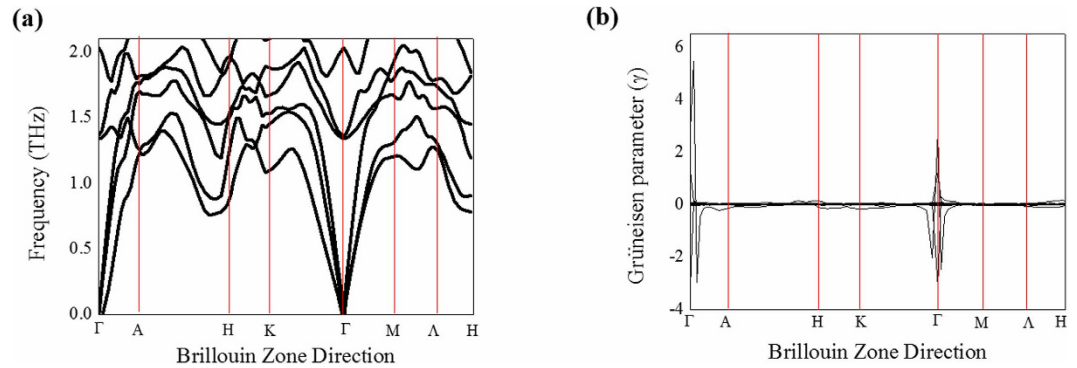 (a)
2.0
1.5
1.0
0.5
0.0
Frequency (THz)
Γ A H K Γ M Λ H
Brillouin Zone Direction
(b)
6
4
2
0
-2
-4
Grüneisen parameter (γ)
Γ A H K Γ M Λ H
Brillouin Zone Direction